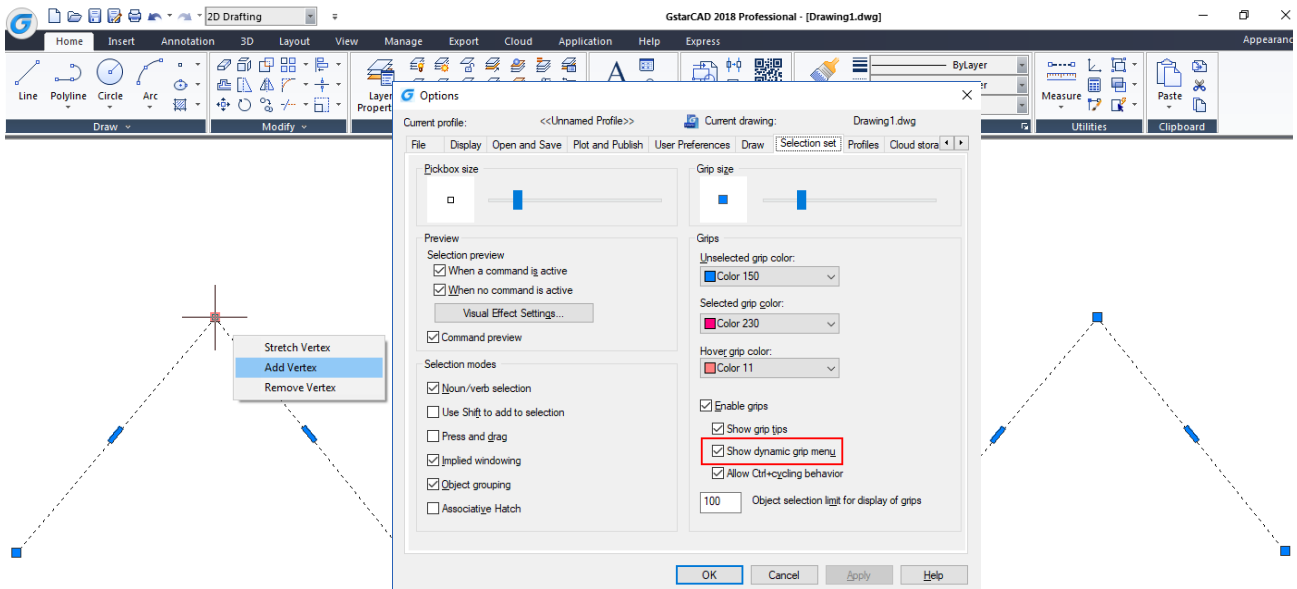 2D Drafting
GstarCAD 2018 Professional - [Drawing1.dwg]
Home Insert Annotation 3D Layout View Manage Export Cloud Application Help Express Appearanc
Line Polyline Circle Arc
Layer
Propert
A
ByLayer
Measure
Paste
Draw
Modify
Utilities
Clipboard
Options
Current profile: <<Unnamed Profile>> Current drawing: Drawing1.dwg
File Display Open and Save Plot and Publish User Preferences Draw Selection set Profiles Cloud stora
Pickbox size
Grip size
Preview
Selection preview
When a command is active
When no command is active
Visual Effect Settings...
Command preview
Selection modes
Noun/verb selection
Use Shift to add to selection
Press and drag
Implied windowing
Object grouping
Associative Hatch
Grips
Unselected grip color:
Color 150
Selected grip color:
Color 230
Hover grip color:
Color 11
Enable grips
Show grip tips
Show dynamic grip menu
Allow Ctrl+cycling behavior
100 Object selection limit for display of grips
OK Cancel Apply Help
Stretch Vertex
Add Vertex
Remove Vertex